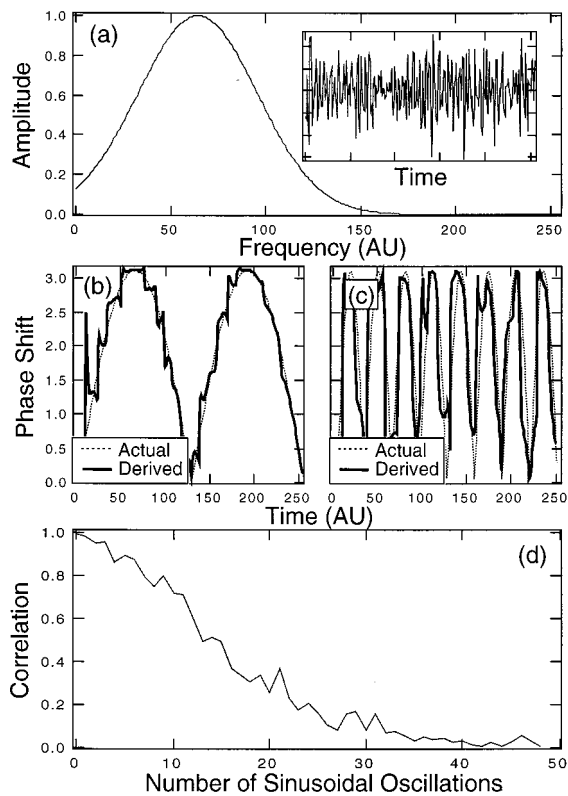 (a)
Amplitude
1.0
0.8
0.6
0.4
0.2
0.0
0 50 100 150 200 250
Frequency (AU)
Time
(b)
Phase Shift
3.0
2.5
2.0
1.5
1.0
0.5
0.0
Actual
Derived
0 50 100 150 200 250
(c)
Actual
Derived
0 50 100 150 200 250
Time (AU)
(d)
Correlation
1.0
0.8
0.6
0.4
0.2
0.0
0 10 20 30 40 50
Number of Sinusoidal Oscillations